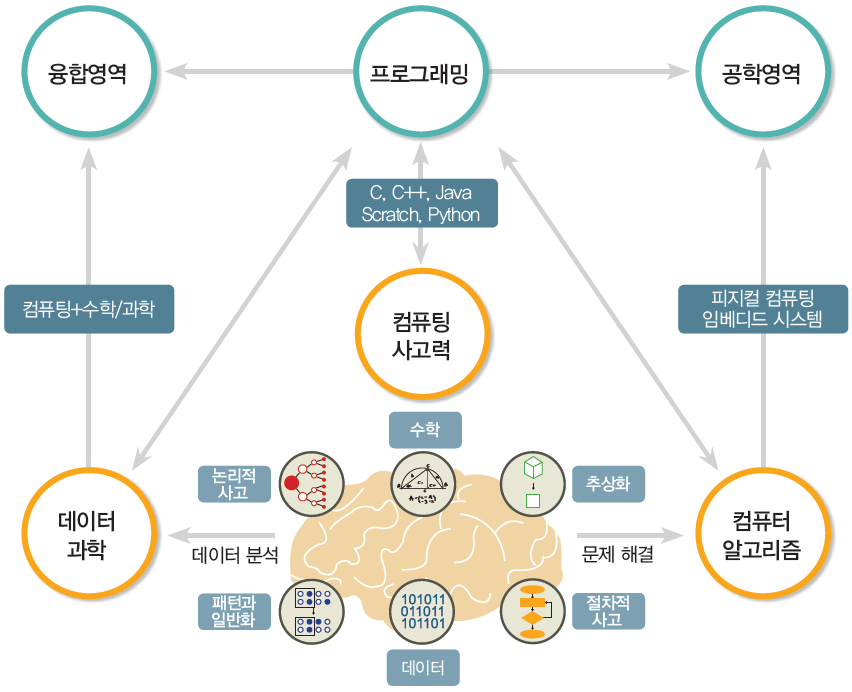 융합영역
프로그래밍
공학영역
C, C++, Java
Scratch, Python
컴퓨팅+수학/과학
컴퓨팅
사고력
피지컬 컴퓨팅
임베디드 시스템
수학
논리적
사고
추상화
데이터
과학
컴퓨터
알고리즘
데이터 분석
문제 해결
패턴과
일반화
101011
011011
101101
절차적
사고
데이터